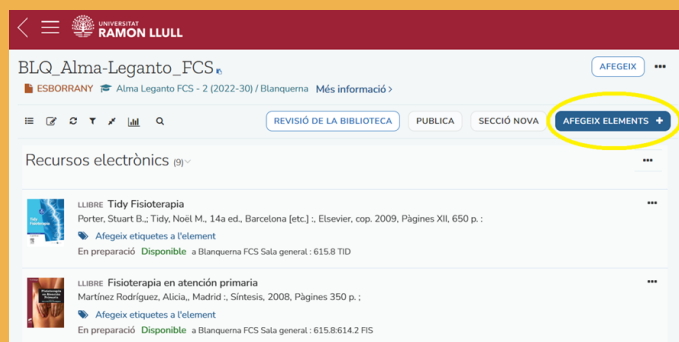 UNIVERSITAT
RAMON LLULL
BLQ_Alma-Leganto_FCS
AFEGEIX
ESBORRANY Alma Leganto FCS - 2 (2022-30) / Blanquerna Més informació >
REVISIÓ DE LA BIBLIOTECA PUBLICA SECCIÓ NOVA AFEGEIX ELEMENTS +
Recursos electrònics (9)
LLIBRE Tidy Fisioterapia
Porter, Stuart B.,; Tidy, Noël M., 14a ed., Barcelona [etc.] :, Elsevier, cop. 2009, Pàgines XII, 650 p. :
Afegeix etiquetes a l'element
En preparació Disponible a Blanquerna FCS Sala general : 615.8 TID
LLIBRE Fisioterapia en atención primaria
Martínez Rodríguez, Alicia,, Madrid :, Síntesis, 2008, Pàgines 350 p. ;
Afegeix etiquetes a l'element
En preparació Disponible a Blanquerna FCS Sala general : 615.8:614.2 FIS